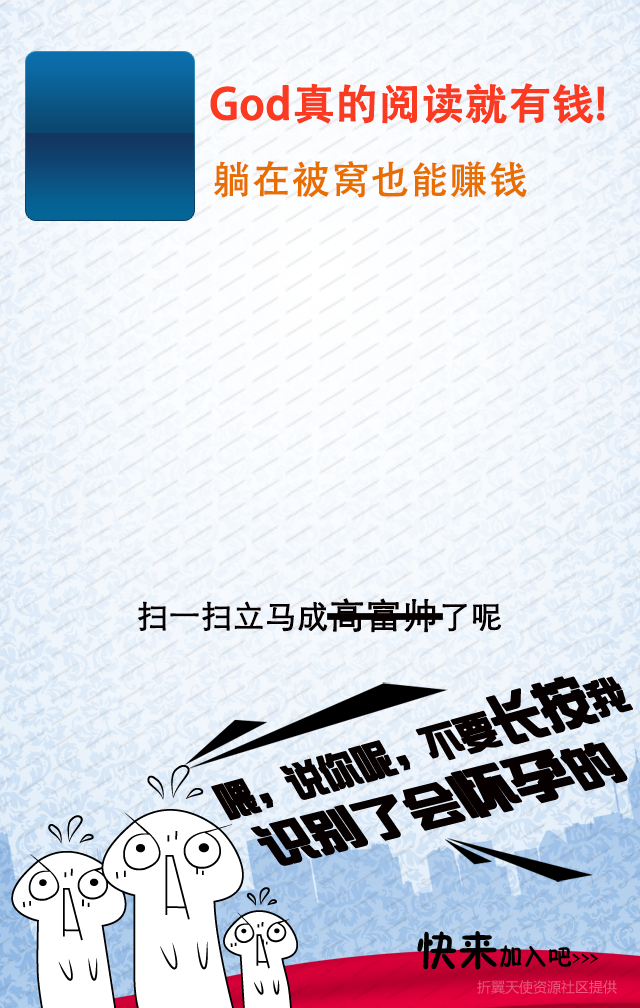 God真的阅读就有钱!
躺在被窝也能赚钱
扫一扫立马成高富帅了呢
喂，说你呢，不要长按我
识别了会怀孕的
快来加入吧>>>
折翼天使资源社区提供